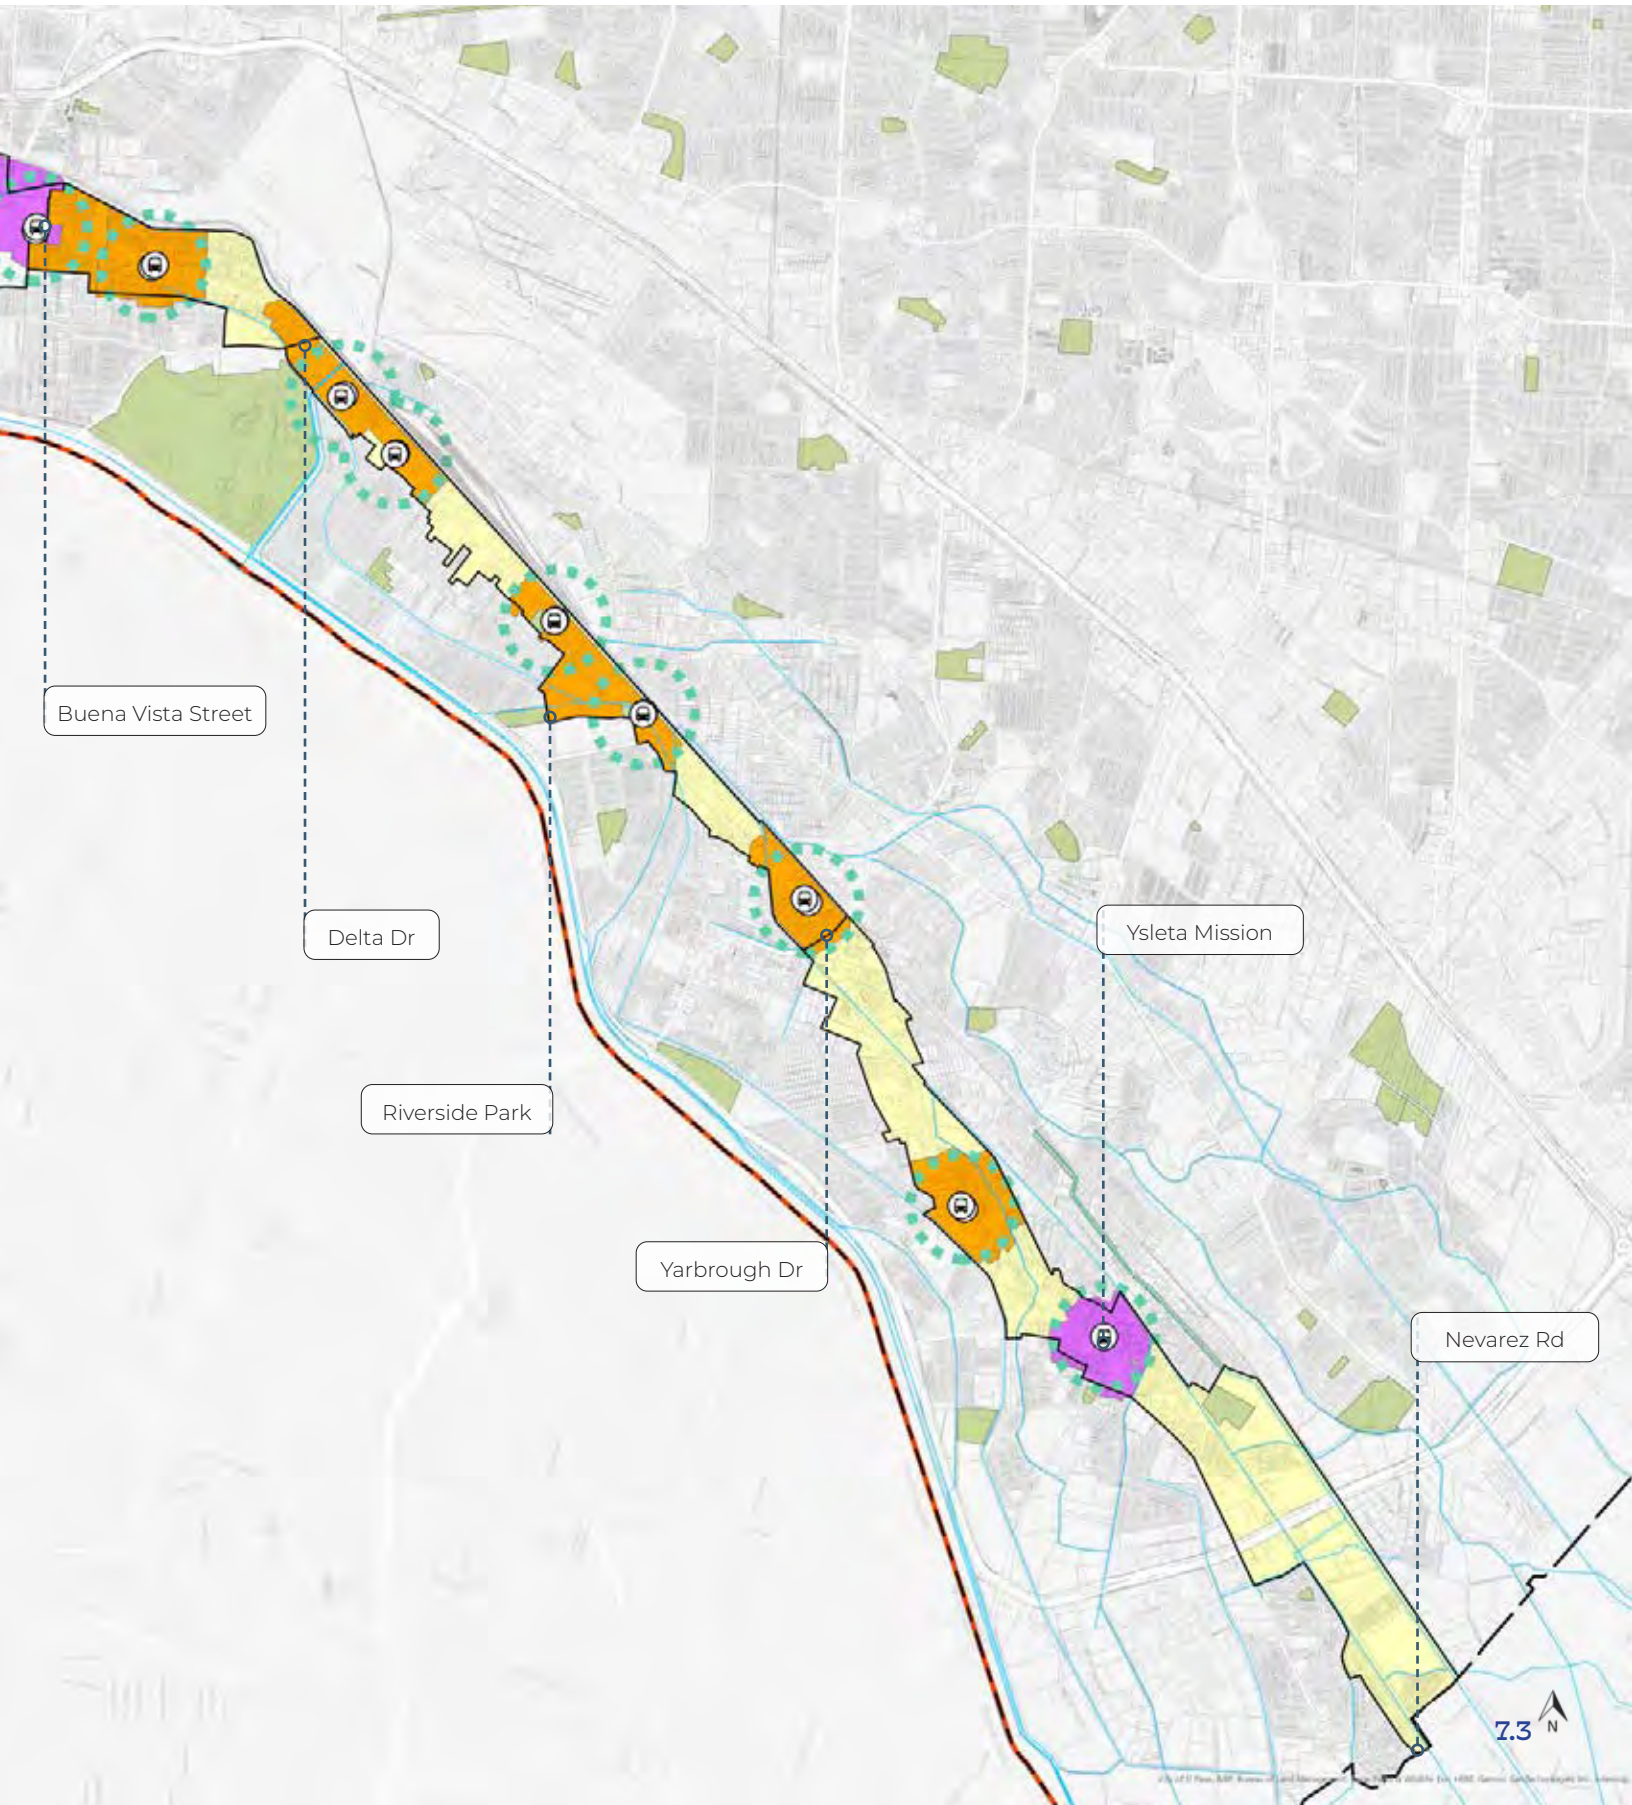 Buena Vista Street
Delta Dr
Ysleta Mission
Riverside Park
Yarbrough Dr
Nevarez Rd
7.3
N